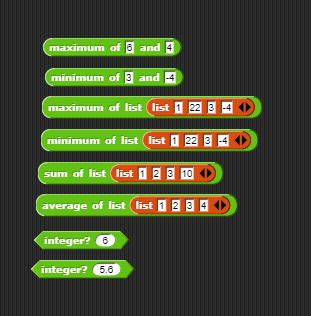 maximum of 6 and 4
minimum of 3 and -4
maximum of list list 1 22 3 -4
minimum of list list 1 22 3 -4
sum of list list 1 2 3 10
average of list list 1 2 3 4
integer? 6
integer? 5.6